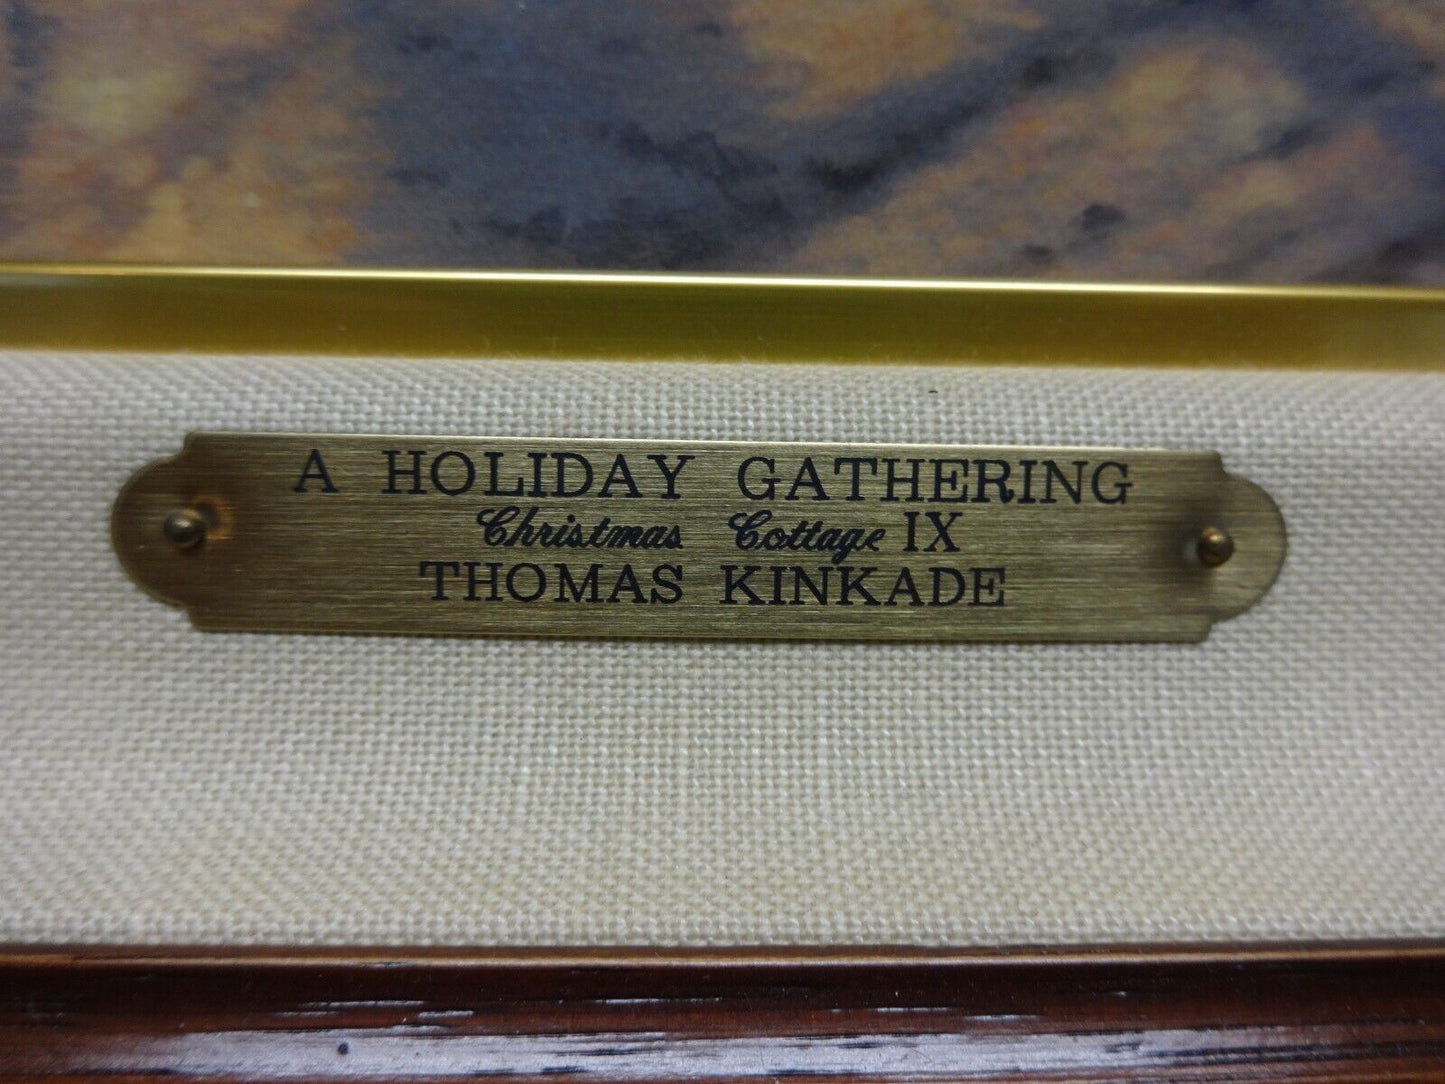 A HOLIDAY GATHERING
Christmas Cottage IX
THOMAS KINKADE